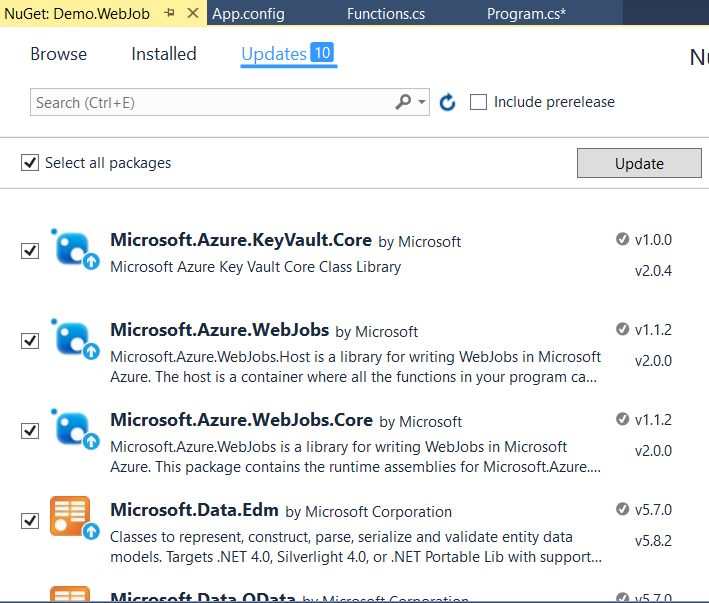 NuGet: Demo.WebJob App.config Functions.cs Program.cs*
Browse Installed Updates 10
Search (Ctrl+E) Include prerelease
Select all packages Update
Microsoft.Azure.KeyVault.Core by Microsoft v1.0.0
Microsoft Azure Key Vault Core Class Library v2.0.4
Microsoft.Azure.WebJobs by Microsoft v1.1.2
Microsoft.Azure.WebJobs.Host is a library for writing WebJobs in Microsoft v2.0.0
Azure. The host is a container where all the functions in your program ca...
Microsoft.Azure.WebJobs.Core by Microsoft v1.1.2
Microsoft.Azure.WebJobs is a library for writing WebJobs in Microsoft v2.0.0
Azure. This package contains the runtime assemblies for Microsoft.Azure....
Microsoft.Data.Edm by Microsoft Corporation v5.7.0
Classes to represent, construct, parse, serialize and validate entity data v5.8.2
models. Targets .NET 4.0, Silverlight 4.0, or .NET Portable Lib with support...
Microsoft.Data.OData by Microsoft Corporation v5.7.0